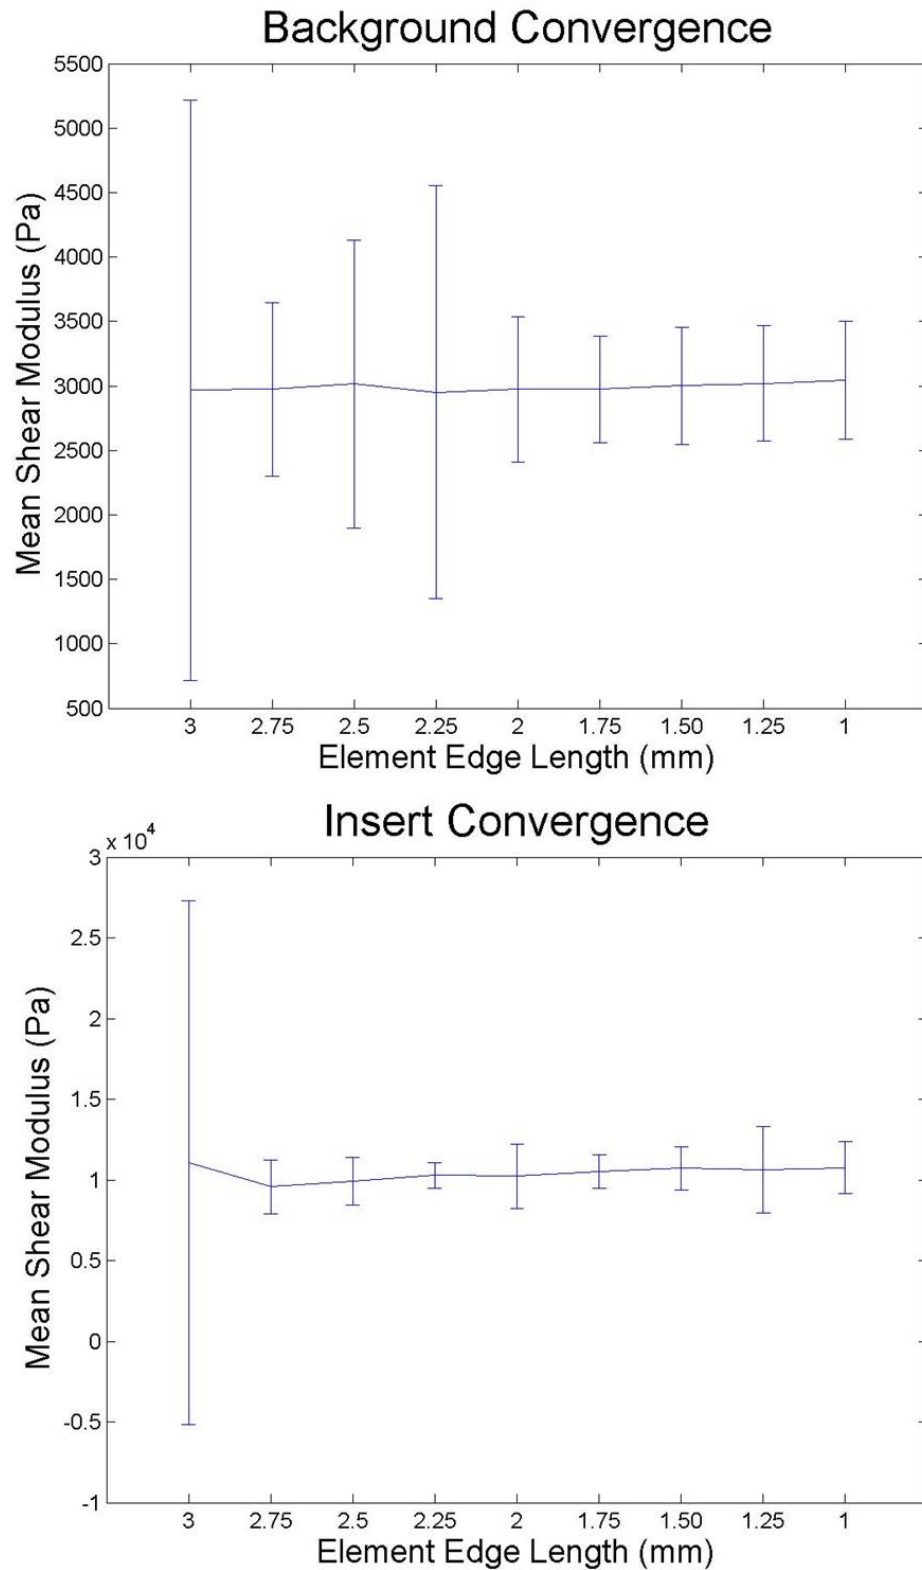 Background Convergence
5500
5000
4500
4000
3500
3000
2500
2000
1500
1000
500
Mean Shear Modulus (Pa)
3 2.75 2.5 2.25 2 1.75 1.50 1.25 1
Element Edge Length (mm)
Insert Convergence
x 10⁴
3
2.5
2
1.5
1
0.5
0
-0.5
-1
Mean Shear Modulus (Pa)
3 2.75 2.5 2.25 2 1.75 1.50 1.25 1
Element Edge Length (mm)